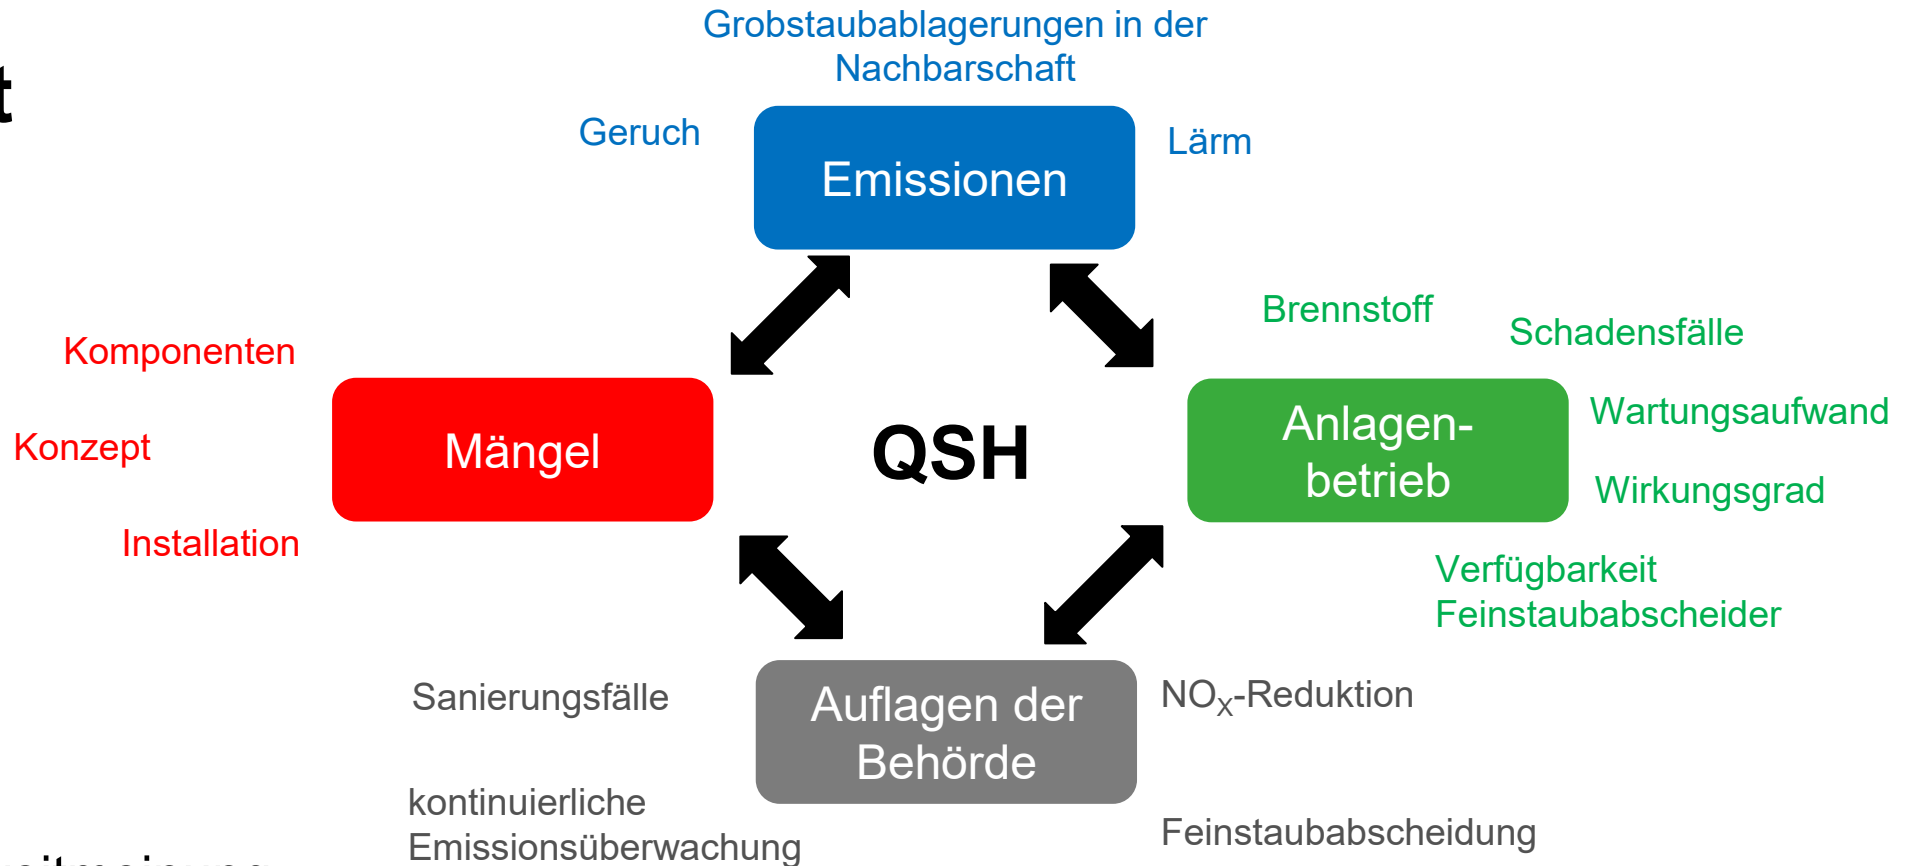 Grobstaubablagerungen in der
Nachbarschaft
t
Geruch
Lärm
Emissionen
Brennstoff
Schadensfälle
Komponenten
Wartungsaufwand
Anlagen-
betrieb
Konzept
Mängel
QSH
Wirkungsgrad
Installation
Verfügbarkeit
Feinstaubabscheider
Sanierungsfälle
Auflagen der
Behörde
NOₓ-Reduktion
kontinuierliche
Emissionsüberwachung
Feinstaubabscheidung